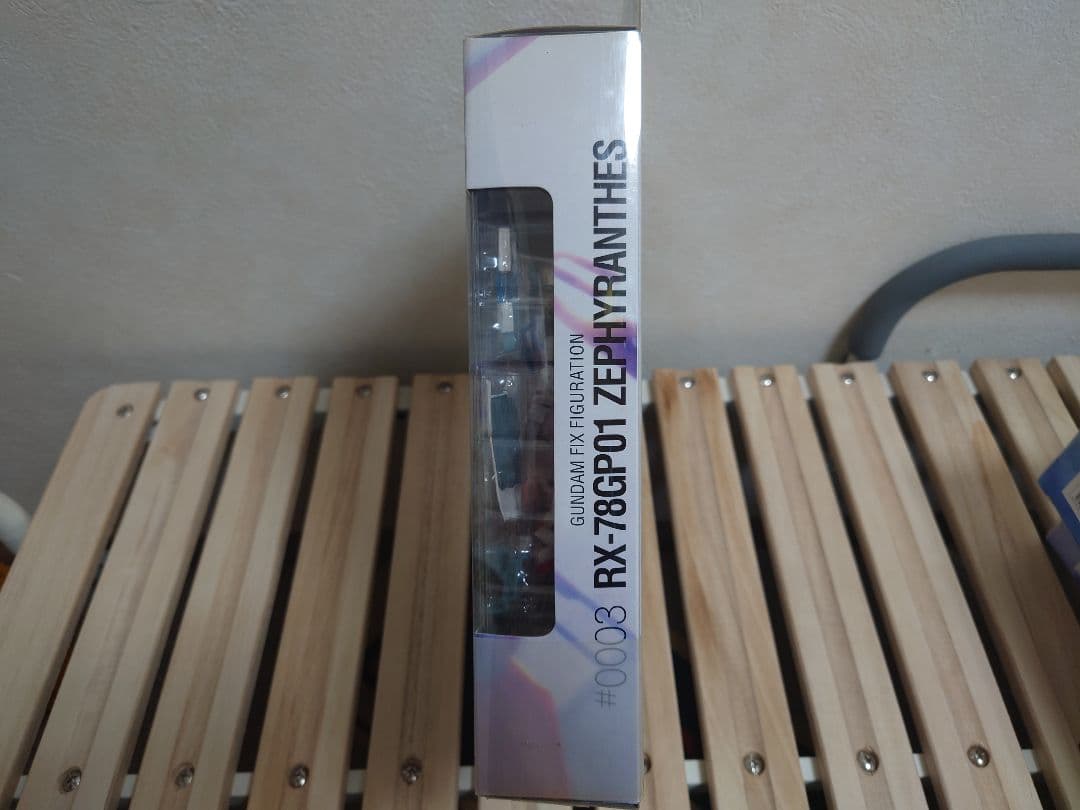 GUNDAM FIX FIGURATION
#0003 RX-78GP01 ZEPHYRANTHES